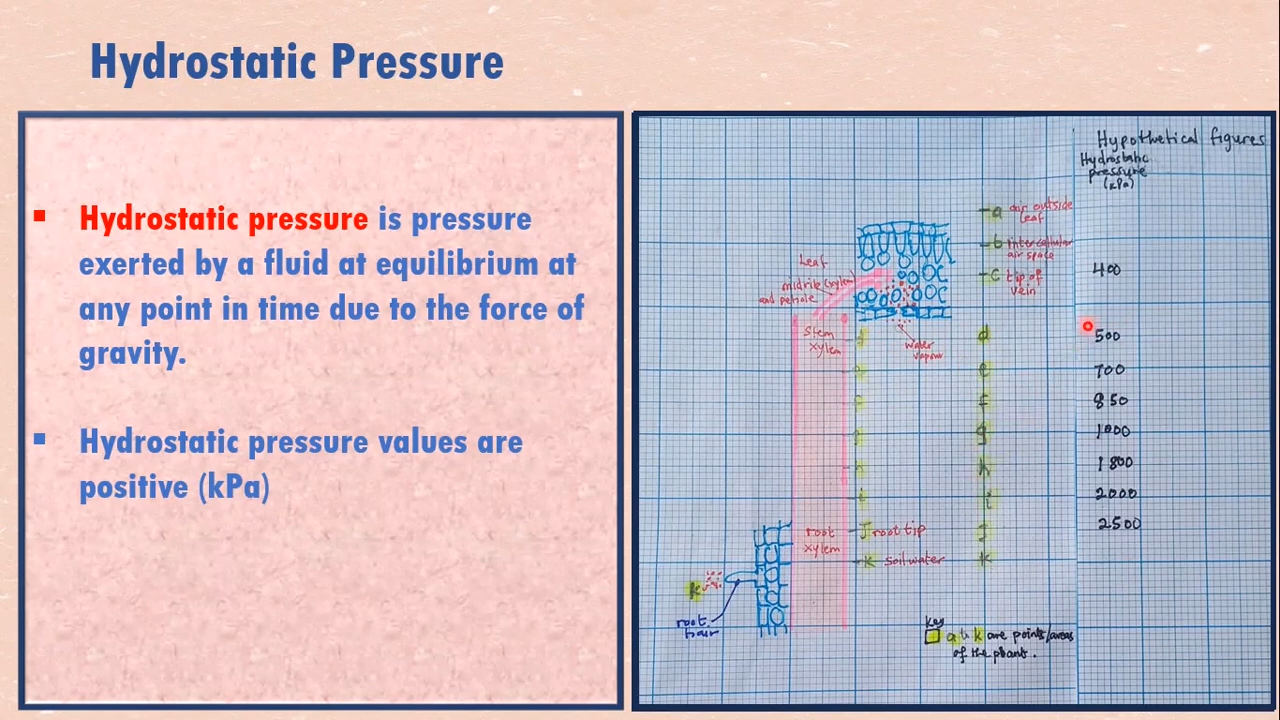 Hydrostatic Pressure
Hydrostatic pressure is pressure
exerted by a fluid at equilibrium at
any point in time due to the force of
gravity.
Hydrostatic pressure values are
positive (kPa)
Hypothetical figures
Hydrostatic
pressure
(kPa)
a air outside
leaf
b intercellular
air space
c tip of
vein
Leaf
midrib (xylem)
and petiole
Stem
xylem
water
vapour
d
e
f
g
h
i
J
k
400
500
700
850
1000
1800
2000
2500
root
xylem
J root tip
k soil water
k
root
hair
Key
a k are points/areas
of the plant.